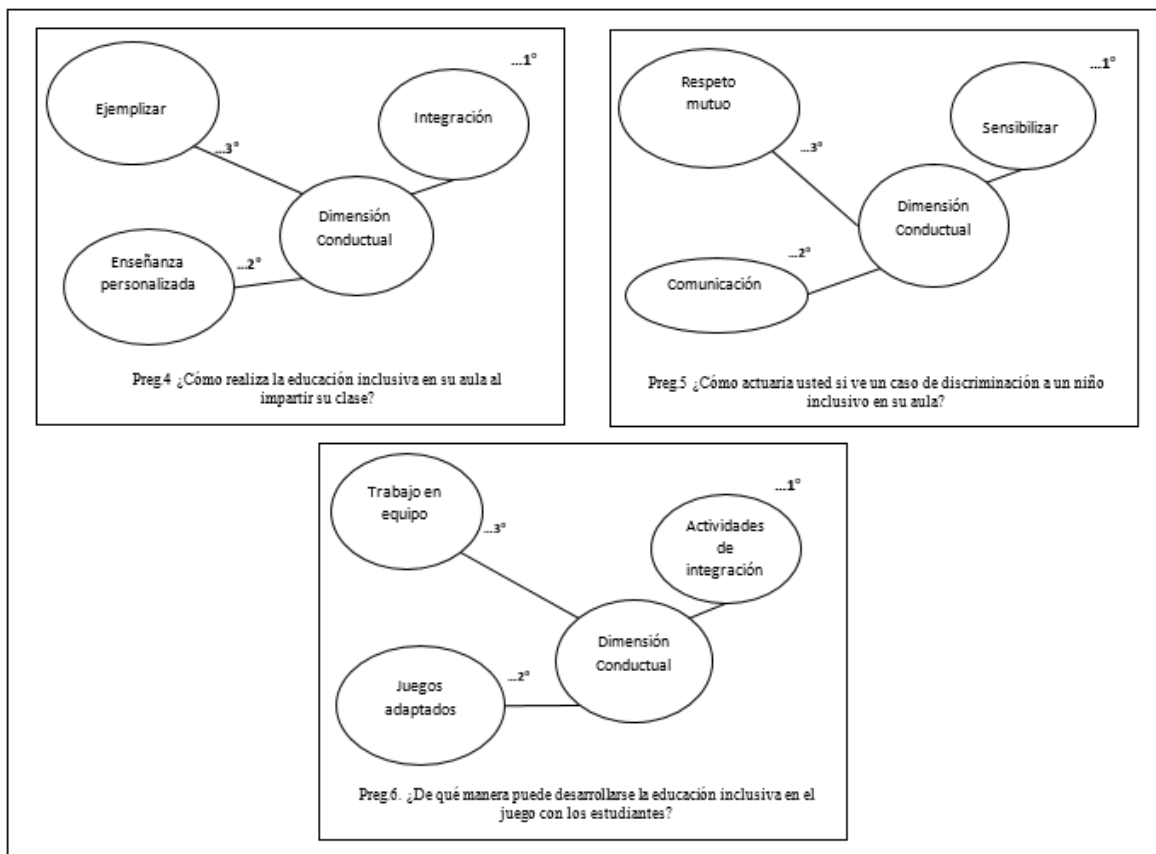 ...1°
Ejemplizar
Integración
...3°
Dimensión
Conductual
Enseñanza
personalizada
...2°
Preg.4 ¿Cómo realiza la educación inclusiva en su aula al
impartir su clase?
...1°
Respeto
mutuo
Sensibilizar
...3°
Dimensión
Conductual
...2°
Comunicación
Preg.5 ¿Cómo actuaria usted si ve un caso de discriminación a un niño
inclusivo en su aula?
...1°
Trabajo en
equipo
...3°
Actividades
de
integración
Dimensión
Conductual
...2°
Juegos
adaptados
Preg.6. ¿De qué manera puede desarrollarse la educación inclusiva en el
juego con los estudiantes?